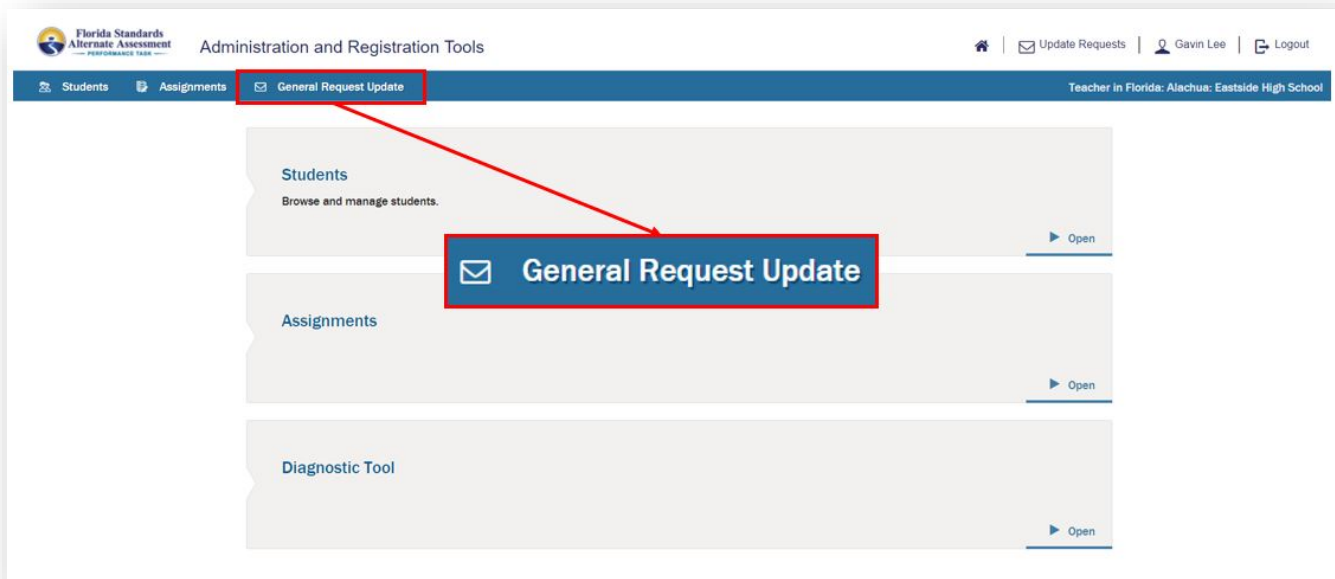 Florida Standards
Alternate Assessment
PERFORMANCE TASK
Administration and Registration Tools
Update Requests
Gavin Lee
Logout
Students
Assignments
General Request Update
Teacher in Florida: Alachua: Eastside High School
Students
Browse and manage students.
Open
General Request Update
Assignments
Open
Diagnostic Tool
Open